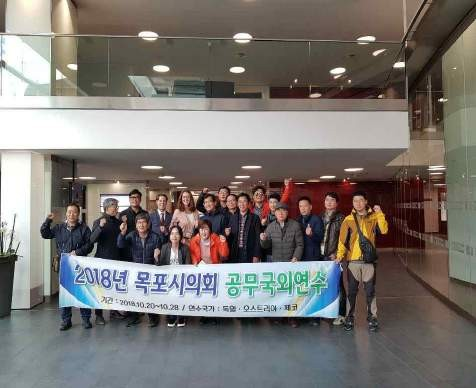 2018년 목포시의회 공무국외연수
기간 : 2018.10.20~10.28 / 연수국가 : 독일 · 오스트리아 · 체코